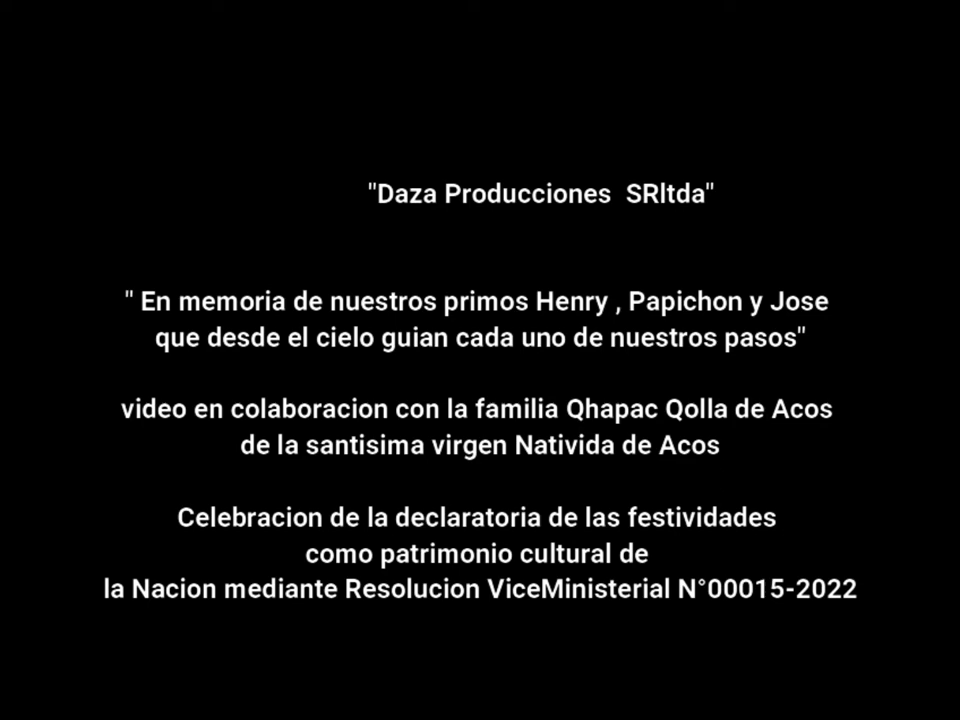 "Daza Producciones  SRltda"
" En memoria de nuestros primos Henry , Papichon y Jose
que desde el cielo guian cada uno de nuestros pasos"
video en colaboracion con la familia Qhapac Qolla de Acos
de la santisima virgen Nativida de Acos
Celebracion de la declaratoria de las festividades
como patrimonio cultural de
la Nacion mediante Resolucion ViceMinisterial N°00015-2022